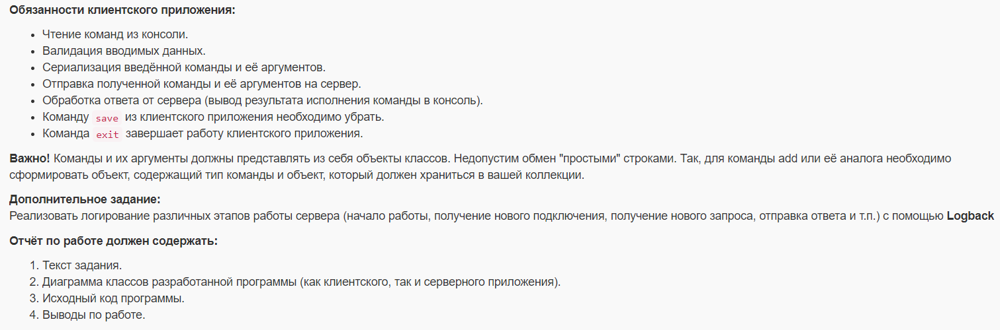 Обязанности клиентского приложения:
• Чтение команд из консоли.
• Валидация вводимых данных.
• Сериализация введённой команды и её аргументов.
• Отправка полученной команды и её аргументов на сервер.
• Обработка ответа от сервера (вывод результата исполнения команды в консоль).
• Команду save из клиентского приложения необходимо убрать.
• Команда exit завершает работу клиентского приложения.
Важно! Команды и их аргументы должны представлять из себя объекты классов. Недопустим обмен "простыми" строками. Так, для команды add или её аналога необходимо
сформировать объект, содержащий тип команды и объект, который должен храниться в вашей коллекции.
Дополнительное задание:
Реализовать логирование различных этапов работы сервера (начало работы, получение нового подключения, получение нового запроса, отправка ответа и т.п.) с помощью Logback
Отчёт по работе должен содержать:
1. Текст задания.
2. Диаграмма классов разработанной программы (как клиентского, так и серверного приложения).
3. Исходный код программы.
4. Выводы по работе.